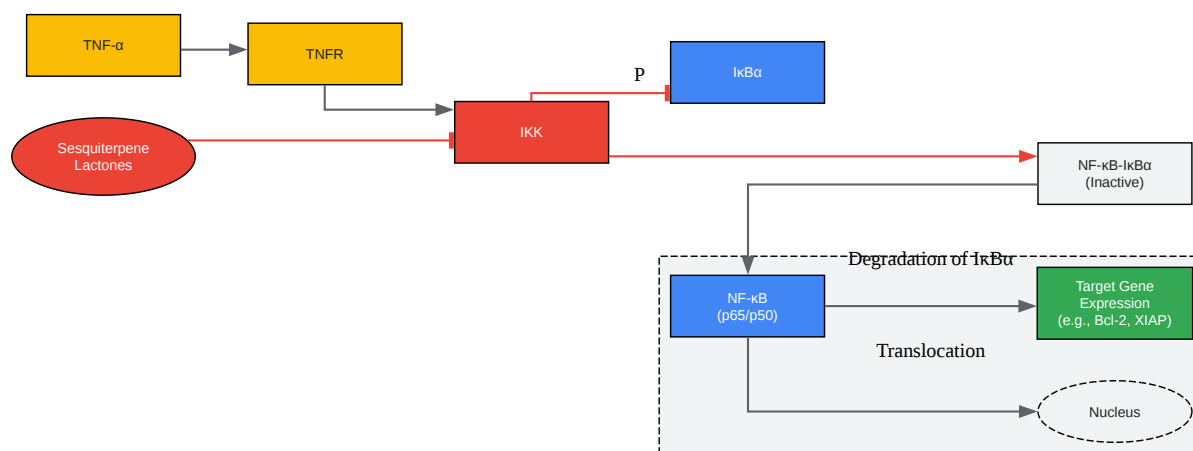 TNF-α
TNFR
P
IκBα
IKK
Sesquiterpene
Lactones
NF-κB-IκBα
(Inactive)
Degradation of IκBα
NF-κB
(p65/p50)
Target Gene
Expression
(e.g., Bcl-2, XIAP)
Translocation
Nucleus